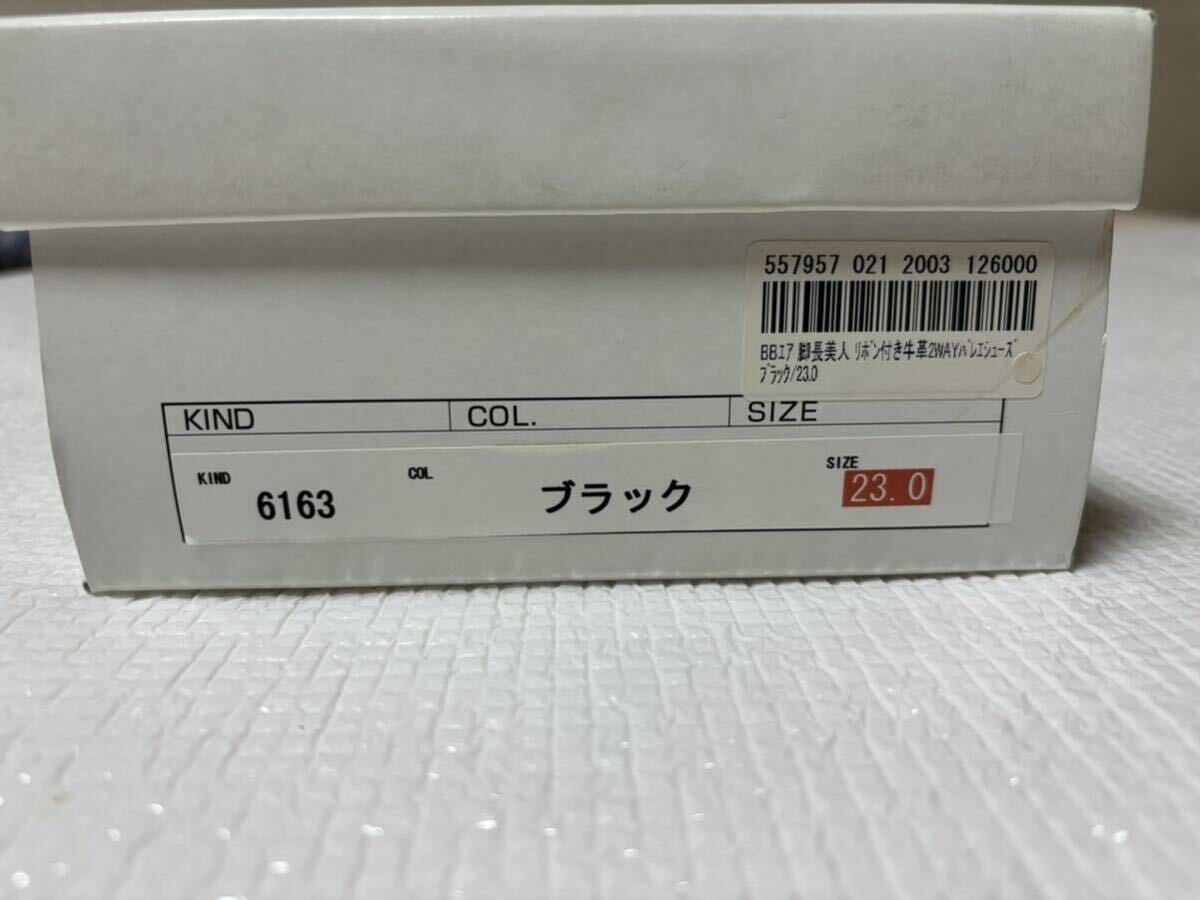 557957 021 2003 126000
BBエア 脚長美人 リボン付き牛革2WAYバレエシューズ
ブラック/23.0
KIND COL. SIZE
KIND 6163 COL ブラック SIZE 23.0